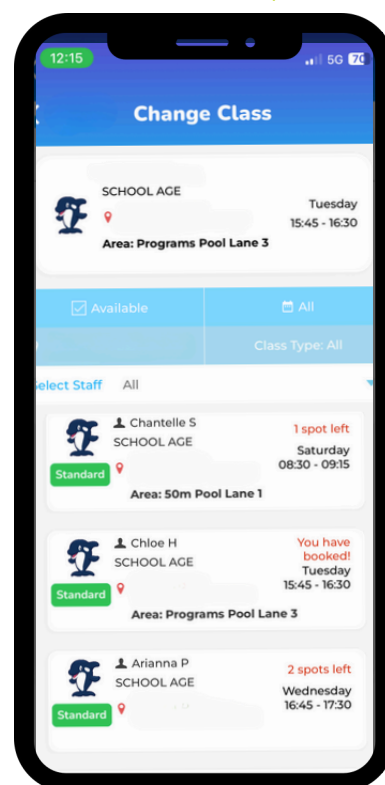 12:15
5G 70
Change Class
SCHOOL AGE
Tuesday
15:45 - 16:30
Area: Programs Pool Lane 3
Available
All
Class Type: All
Select Staff All
Chantelle S
1 spot left
SCHOOL AGE
Saturday
08:30 - 09:15
Standard
Area: 50m Pool Lane 1
Chloe H
You have
booked!
SCHOOL AGE
Tuesday
15:45 - 16:30
Standard
Area: Programs Pool Lane 3
Arianna P
2 spots left
SCHOOL AGE
Wednesday
16:45 - 17:30
Standard